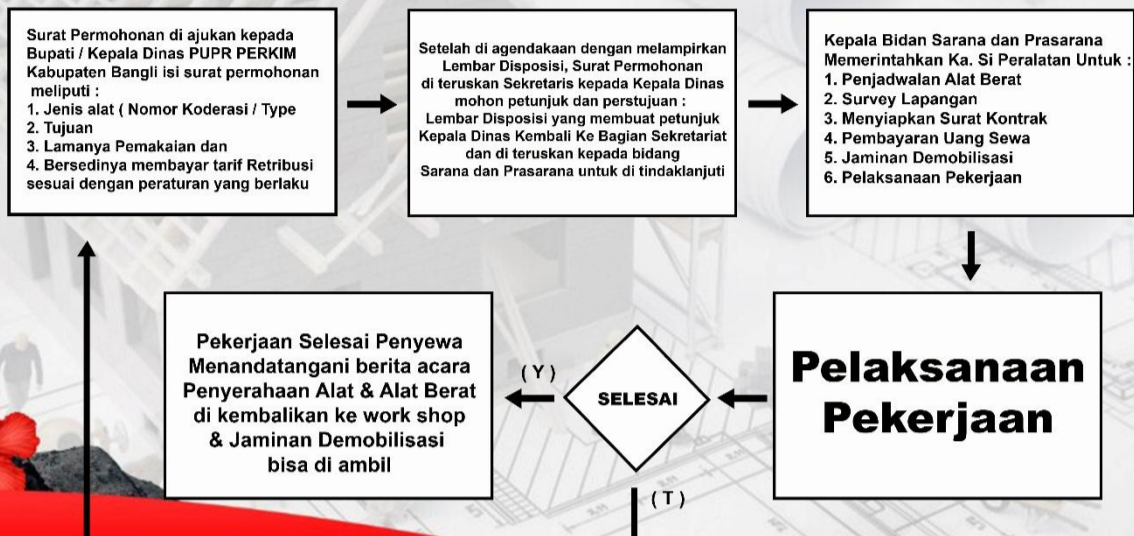 Surat Permohonan di ajukan kepada
Bupati / Kepala Dinas PUPR PERKIM
Kabupaten Bangli isi surat permohonan
meliputi :
1. Jenis alat ( Nomor Koderasi / Type
2. Tujuan
3. Lamanya Pemakaian dan
4. Bersedinya membayar tarif Retribusi
sesuai dengan peraturan yang berlaku
Setelah di agendakaan dengan melampirkan
Lembar Disposisi, Surat Permohonan
di teruskan Sekretaris kepada Kepala Dinas
mohon petunjuk dan perstujuan :
Lembar Disposisi yang membuat petunjuk
Kepala Dinas Kembali Ke Bagian Sekretariat
dan di teruskan kepada bidang
Sarana dan Prasarana untuk di tindaklanjuti
Kepala Bidan Sarana dan Prasarana
Memerintahkan Ka. Si Peralatan Untuk :
1. Penjadwalan Alat Berat
2. Survey Lapangan
3. Menyiapkan Surat Kontrak
4. Pembayaran Uang Sewa
5. Jaminan Demobilisasi
6. Pelaksanaan Pekerjaan
Pelaksanaan
Pekerjaan
SELESAI
( Y )
( T )
Pekerjaan Selesai Penyewa
Menandatangani berita acara
Penyerahaan Alat & Alat Berat
di kembalikan ke work shop
& Jaminan Demobilisasi
bisa di ambil